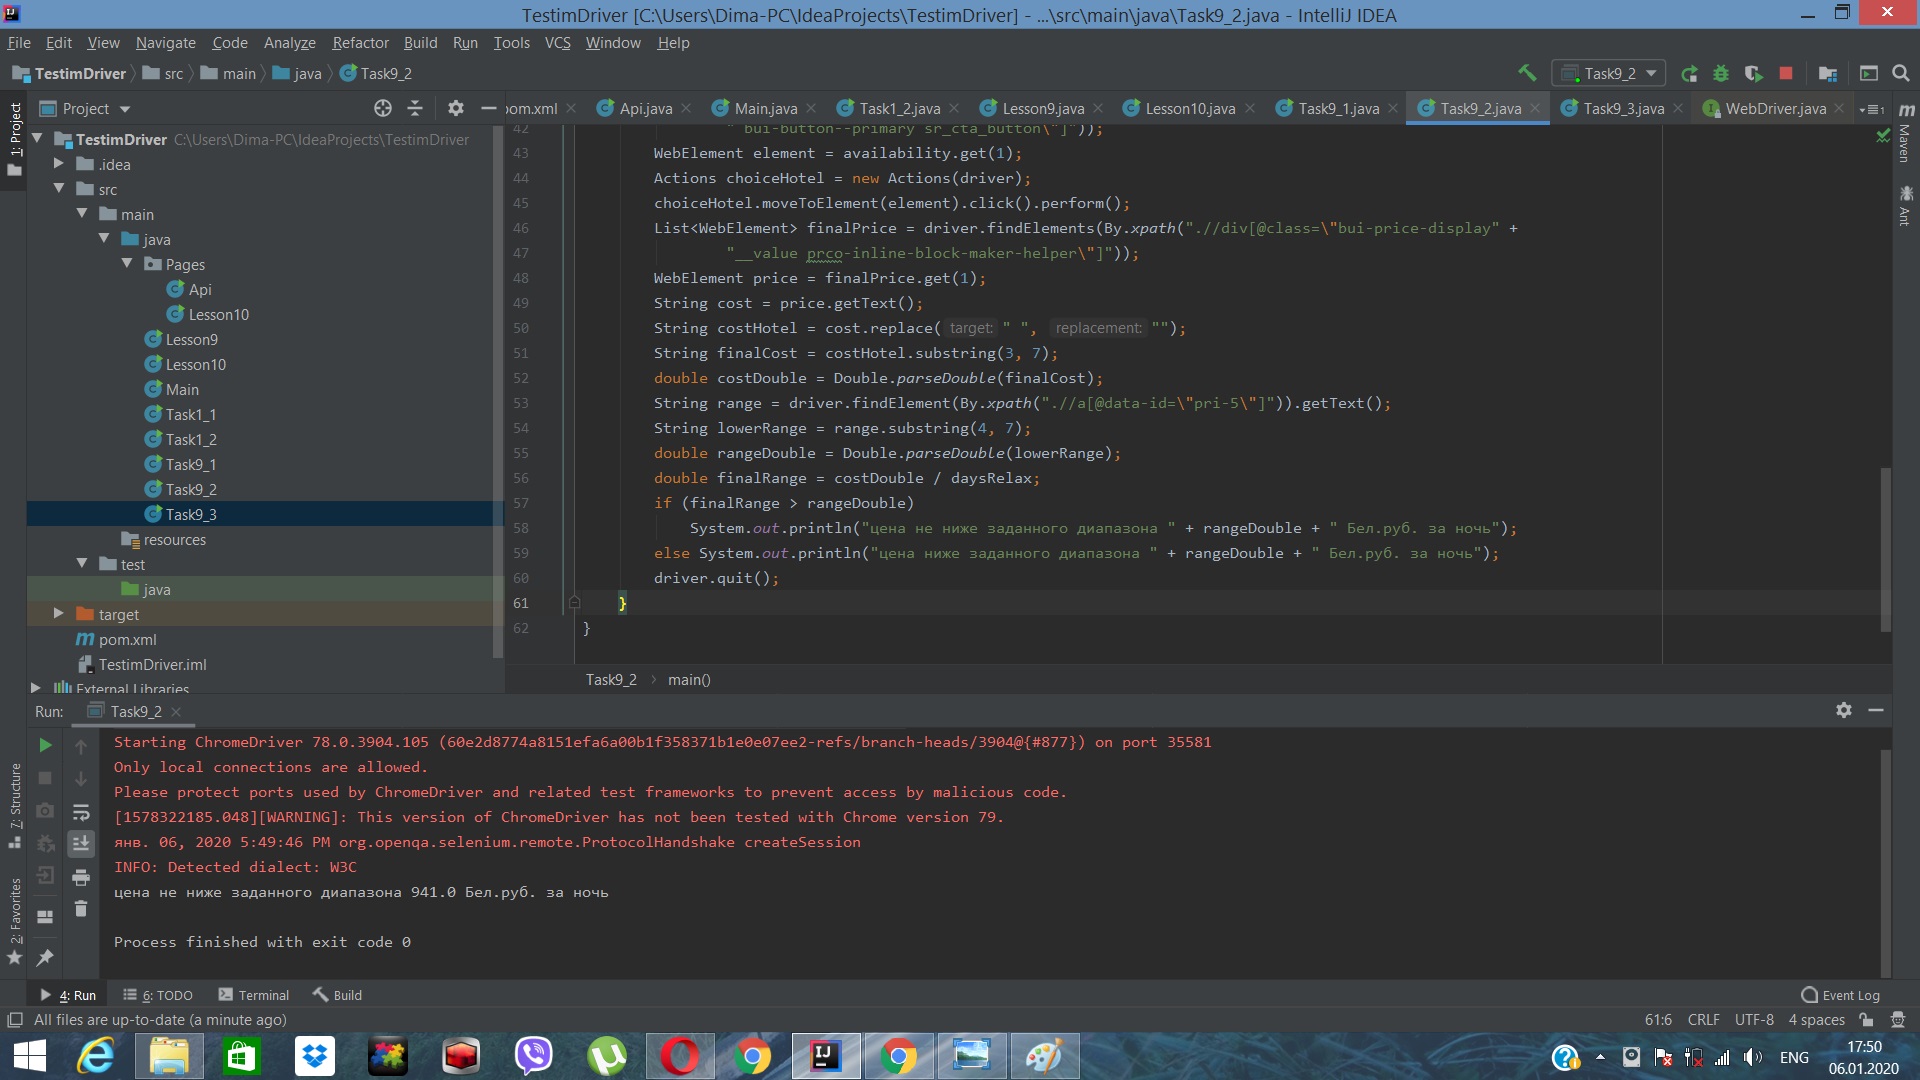 TestimDriver [C:\Users\Dima-PC\IdeaProjects\TestimDriver] - ...\src\main\java\Task9_2.java - IntelliJ IDEA
File Edit View Navigate Code Analyze Refactor Build Run Tools VCS Window Help
TestimDriver src main java Task9_2
Task9_2
1: Project
Project
pom.xml Api.java Main.java Task1_2.java Lesson9.java Lesson10.java Task9_1.java Task9_2.java Task9_3.java WebDriver.java
Maven
Ant
TestimDriver C:\Users\Dima-PC\IdeaProjects\TestimDriver
.idea
src
main
java
Pages
Api
Lesson10
Lesson9
Lesson10
Main
Task1_1
Task1_2
Task9_1
Task9_2
Task9_3
resources
test
java
target
pom.xml
TestimDriver.iml
External Libraries
42 " bui-button--primary sr_cta_button\"]"));
43 WebElement element = availability.get(1);
44 Actions choiceHotel = new Actions(driver);
45 choiceHotel.moveToElement(element).click().perform();
46 List<WebElement> finalPrice = driver.findElements(By.xpath(".//div[@class=\"bui-price-display" +
47 "__value prco-inline-block-maker-helper\"]"));
48 WebElement price = finalPrice.get(1);
49 String cost = price.getText();
50 String costHotel = cost.replace( target: " ", replacement: "");
51 String finalCost = costHotel.substring(3, 7);
52 double costDouble = Double.parseDouble(finalCost);
53 String range = driver.findElement(By.xpath(".//a[@data-id=\"pri-5\"]")).getText();
54 String lowerRange = range.substring(4, 7);
55 double rangeDouble = Double.parseDouble(lowerRange);
56 double finalRange = costDouble / daysRelax;
57 if (finalRange > rangeDouble)
58 System.out.println("цена не ниже заданного диапазона " + rangeDouble + " Бел.руб. за ночь");
59 else System.out.println("цена ниже заданного диапазона " + rangeDouble + " Бел.руб. за ночь");
60 driver.quit();
61 }
62 }
Task9_2 main()
Run: Task9_2
Starting ChromeDriver 78.0.3904.105 (60e2d8774a8151efa6a00b1f358371b1e0e07ee2-refs/branch-heads/3904@{#877}) on port 35581
Only local connections are allowed.
Please protect ports used by ChromeDriver and related test frameworks to prevent access by malicious code.
[1578322185.048][WARNING]: This version of ChromeDriver has not been tested with Chrome version 79.
янв. 06, 2020 5:49:46 PM org.openqa.selenium.remote.ProtocolHandshake createSession
INFO: Detected dialect: W3C
цена не ниже заданного диапазона 941.0 Бел.руб. за ночь
Process finished with exit code 0
7: Structure
2: Favorites
4: Run 6: TODO Terminal Build Event Log
All files are up-to-date (a minute ago) 61:6 CRLF UTF-8 4 spaces
ENG 17:50
06.01.2020